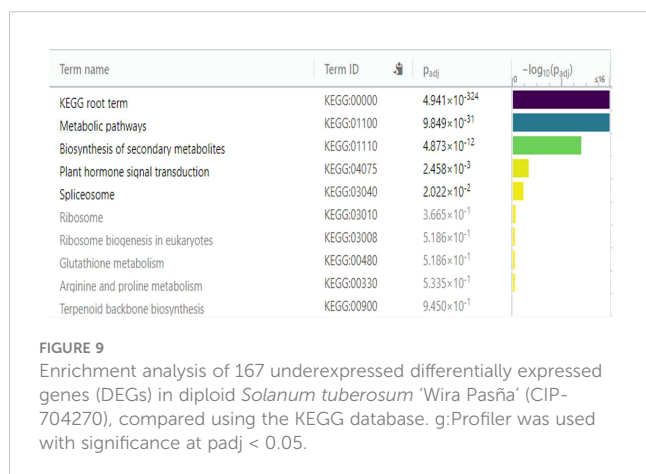 Term name Term ID p_adj −log₁₀(p_adj)
0 ≤16
KEGG root term KEGG:00000 4.941×10⁻³²⁴
Metabolic pathways KEGG:01100 9.849×10⁻³¹
Biosynthesis of secondary metabolites KEGG:01110 4.873×10⁻¹²
Plant hormone signal transduction KEGG:04075 2.458×10⁻³
Spliceosome KEGG:03040 2.022×10⁻²
Ribosome KEGG:03010 3.665×10⁻¹
Ribosome biogenesis in eukaryotes KEGG:03008 5.186×10⁻¹
Glutathione metabolism KEGG:00480 5.186×10⁻¹
Arginine and proline metabolism KEGG:00330 5.335×10⁻¹
Terpenoid backbone biosynthesis KEGG:00900 9.450×10⁻¹
FIGURE 9
Enrichment analysis of 167 underexpressed differentially expressed
genes (DEGs) in diploid Solanum tuberosum ‘Wira Pasña’ (CIP-
704270), compared using the KEGG database. g:Profiler was used
with significance at padj < 0.05.